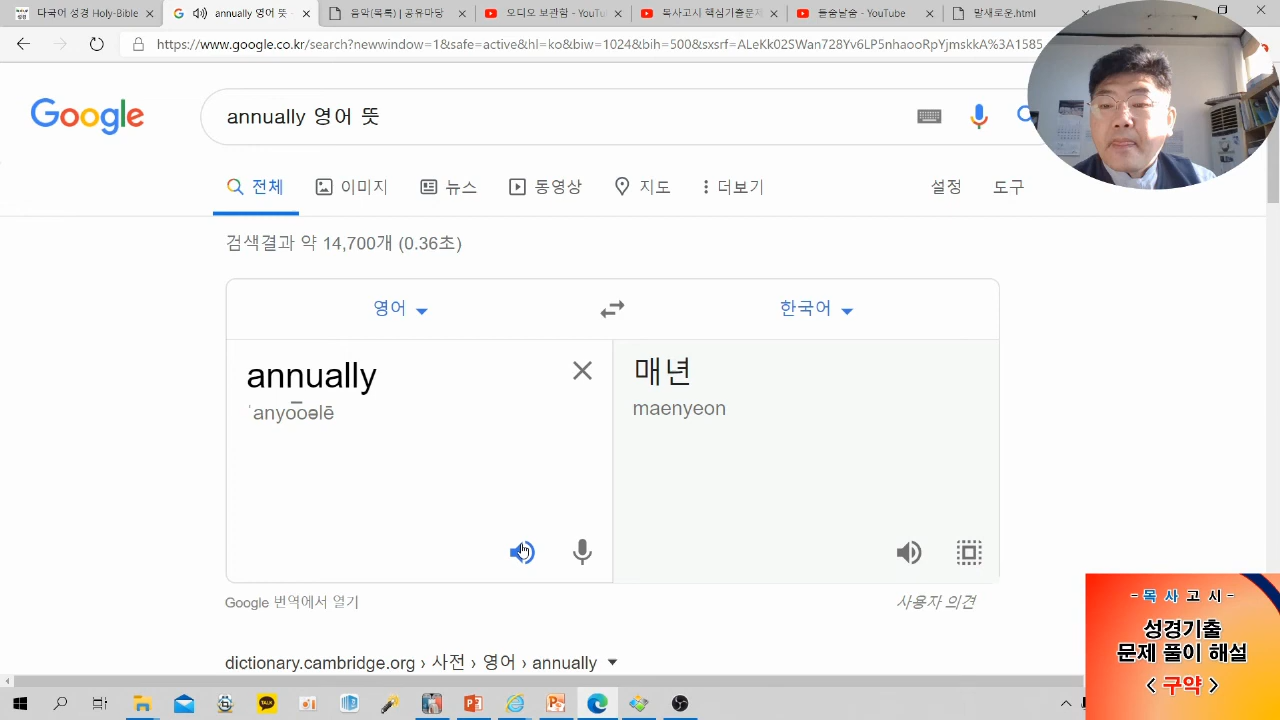 다국어 성경 Holy-Bible
annually 영어 뜻
음악(목록) | 공유마당
오디오 보관함 - YouTu
목사고시 핵심기출문제
들숨날숨 - YouTube
말새로운.html
https://www.google.co.kr/search?newwindow=1&safe=active&hl=ko&biw=1024&bih=500&sxsrf=ALeKk02SWan728Yv6LP5nhaooRpYjmskkA%3A1585
Google
annually 영어 뜻
전체
이미지
뉴스
동영상
지도
더보기
설정
도구
검색결과 약 14,700개 (0.36초)
영어
한국어
annually
ˈanyo͞oəlē
매년
maenyeon
Google 번역에서 열기
사용자 의견
dictionary.cambridge.org › 사전 › 영어 › annually
- 목 사 고 시 -
성경기출
문제 풀이 해설
< 구약 >